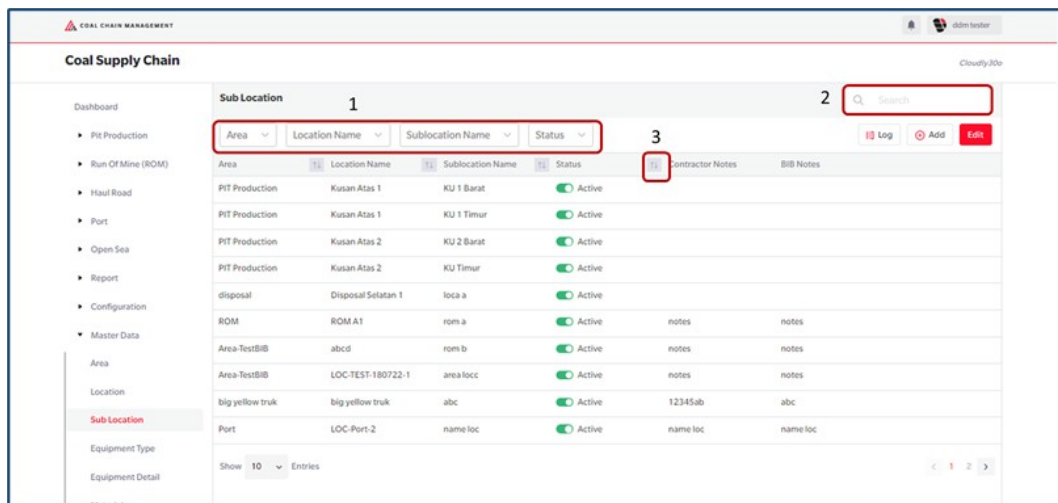 COAL CHAIN MANAGEMENT
ddm tester
Coal Supply Chain
Cloudly30o
Dashboard
Pit Production
Run Of Mine (ROM)
Haul Road
Port
Open Sea
Report
Configuration
Master Data
Area
Location
Sub Location
Equipment Type
Equipment Detail
Sub Location
1
2
Search
Area Location Name Sublocation Name Status
3
Log Add Edit
Area Location Name Sublocation Name Status Contractor Notes BIB Notes
PIT Production Kusan Atas 1 KU 1 Barat Active
PIT Production Kusan Atas 1 KU 1 Timur Active
PIT Production Kusan Atas 2 KU 2 Barat Active
PIT Production Kusan Atas 2 KU Timur Active
disposal Disposal Selatan 1 loca a Active
ROM ROM A1 rom a Active notes notes
Area-TestBIB abcd rom b Active notes notes
Area-TestBIB LOC-TEST-180722-1 area locc Active notes notes
big yellow truk big yellow truk abc Active 12345ab abc
Port LOC-Port-2 name loc Active name loc name loc
Show 10 Entries
1 2